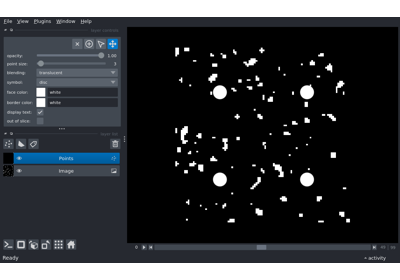 File View Plugins Window Help
opacity: 1.00
point size:
blending: translucent
symbol: disc
face color: white
border color: white
display text:
out of slice:
Points
Image
0
Ready
activity